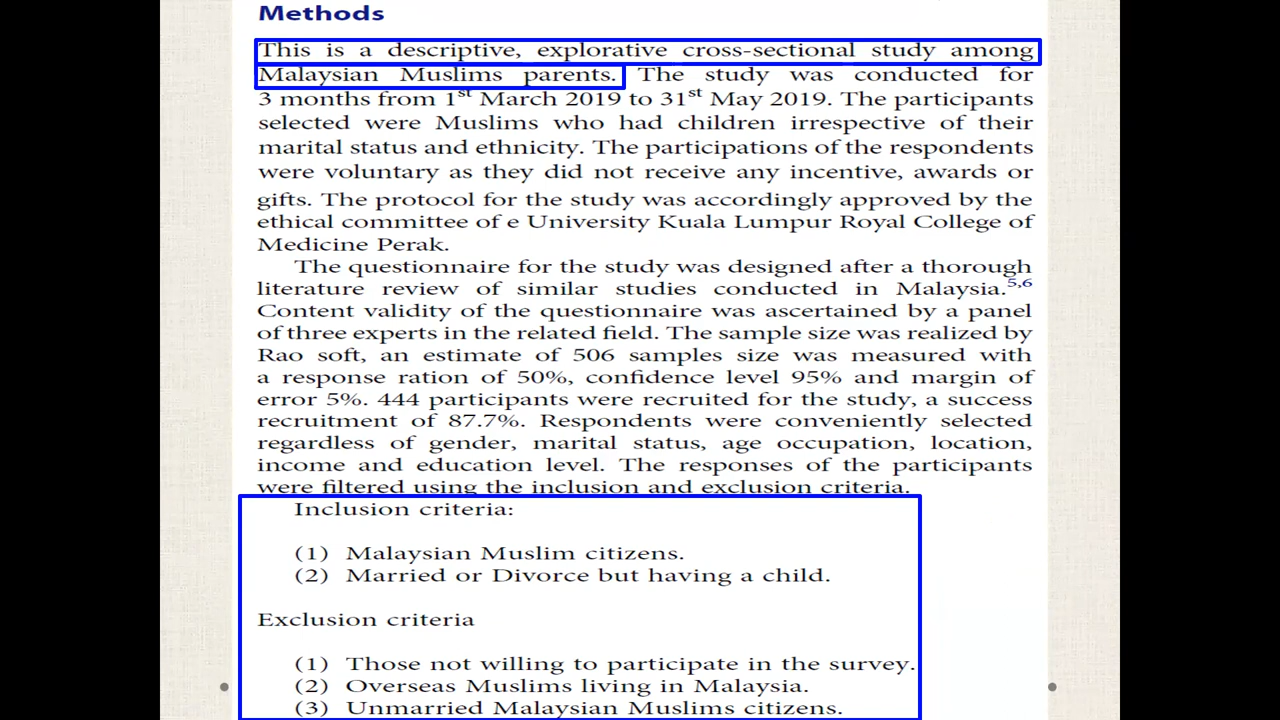 Methods
This is a descriptive, explorative cross-sectional study among
Malaysian Muslims parents. The study was conducted for
3 months from 1st March 2019 to 31st May 2019. The participants
selected were Muslims who had children irrespective of their
marital status and ethnicity. The participations of the respondents
were voluntary as they did not receive any incentive, awards or
gifts. The protocol for the study was accordingly approved by the
ethical committee of e University Kuala Lumpur Royal College of
Medicine Perak.
The questionnaire for the study was designed after a thorough
literature review of similar studies conducted in Malaysia.5,6
Content validity of the questionnaire was ascertained by a panel
of three experts in the related field. The sample size was realized by
Rao soft, an estimate of 506 samples size was measured with
a response ration of 50%, confidence level 95% and margin of
error 5%. 444 participants were recruited for the study, a success
recruitment of 87.7%. Respondents were conveniently selected
regardless of gender, marital status, age occupation, location,
income and education level. The responses of the participants
were filtered using the inclusion and exclusion criteria.
Inclusion criteria:
(1) Malaysian Muslim citizens.
(2) Married or Divorce but having a child.
Exclusion criteria
(1) Those not willing to participate in the survey.
(2) Overseas Muslims living in Malaysia.
(3) Unmarried Malaysian Muslims citizens.